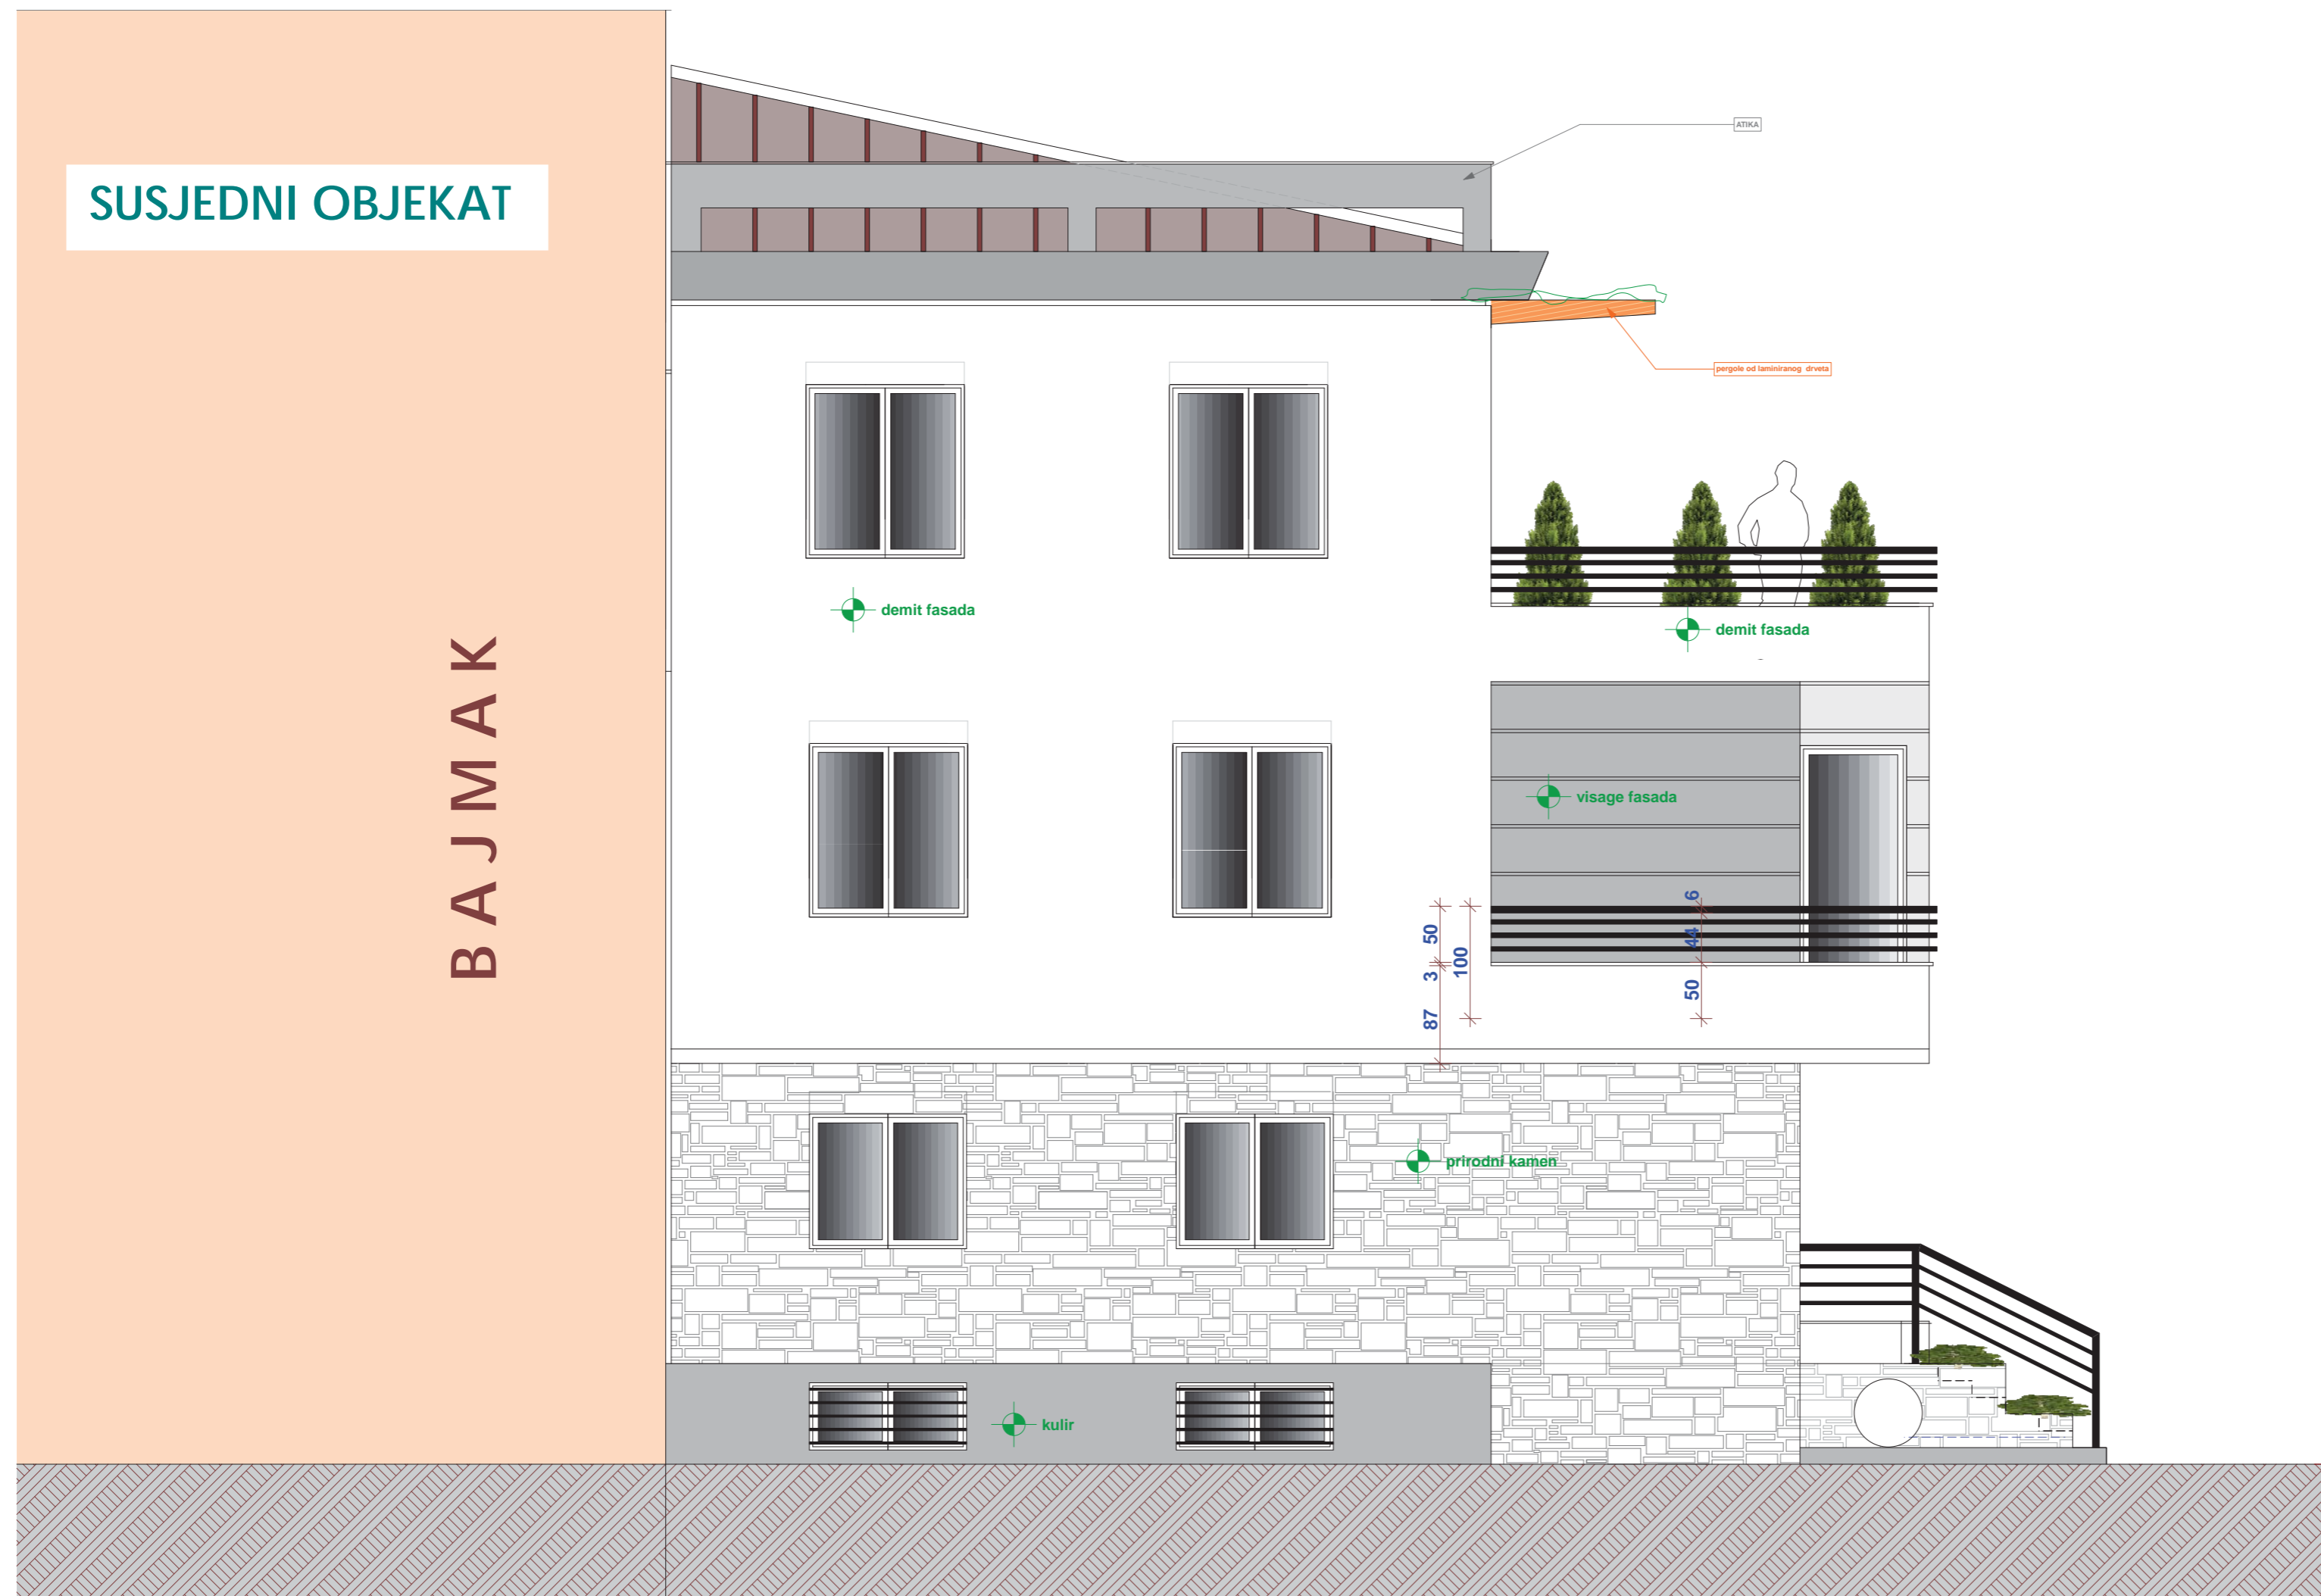 ATIKA
SUSJEDNI OBJEKAT
pergole od laminiranog drveta
demit fasada
demit fasada
BAJMAK
visage fasada
6
50
44
100
3
50
87
prirodni kamen
kulir